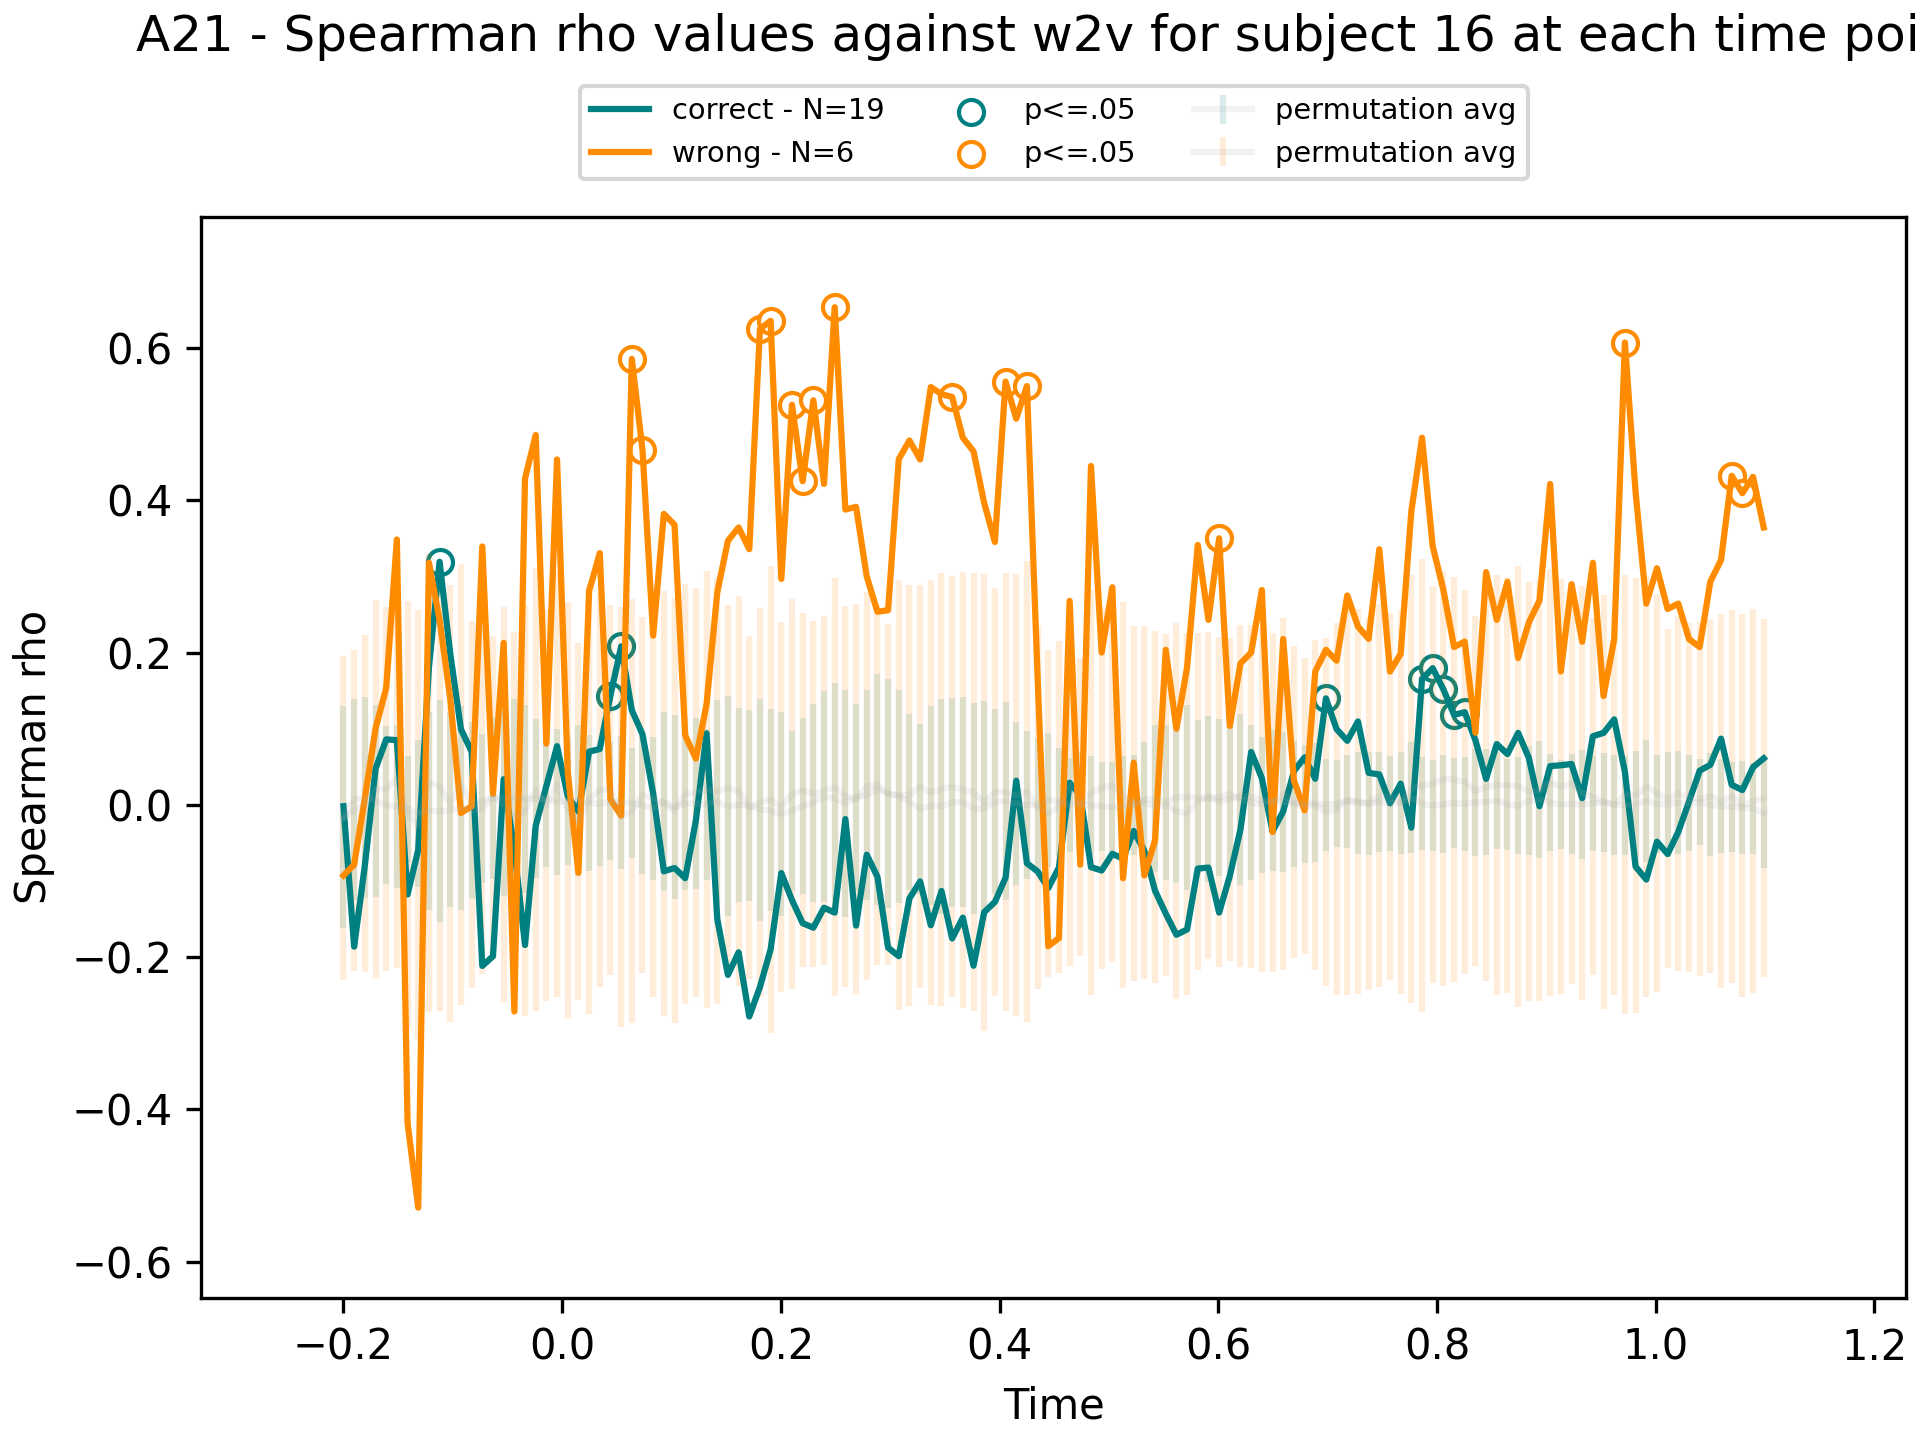 A21 - Spearman rho values against w2v for subject 16 at each time poi
correct - N=19
wrong - N=6
p<=.05
p<=.05
permutation avg
permutation avg
Spearman rho
0.6
0.4
0.2
0.0
−0.2
−0.4
−0.6
−0.2
0.0
0.2
0.4
0.6
0.8
1.0
1.2
Time